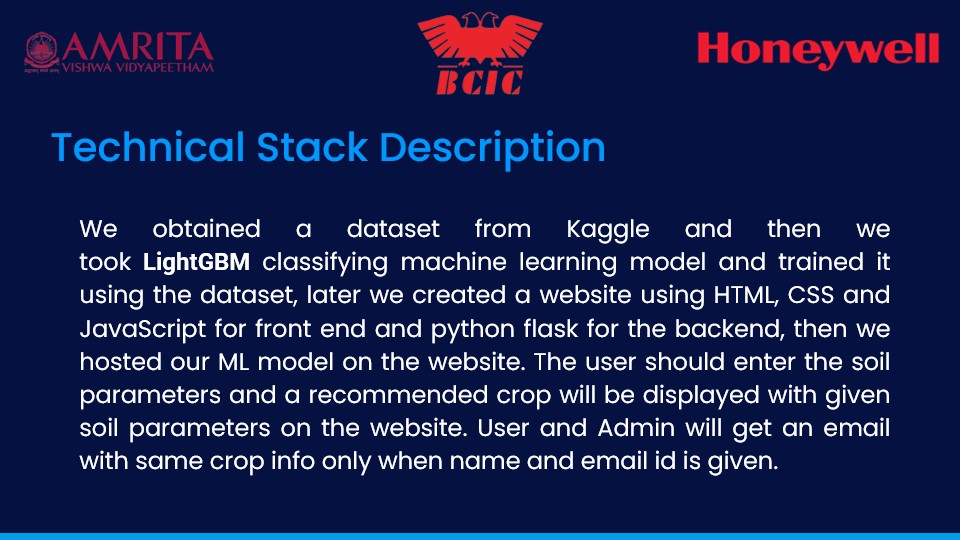 AMRITA
VISHWA VIDYAPEETHAM
BCIC
Honeywell
Technical Stack Description
We obtained a dataset from Kaggle and then we
took LightGBM classifying machine learning model and trained it
using the dataset, later we created a website using HTML, CSS and
JavaScript for front end and python flask for the backend, then we
hosted our ML model on the website. The user should enter the soil
parameters and a recommended crop will be displayed with given
soil parameters on the website. User and Admin will get an email
with same crop info only when name and email id is given.